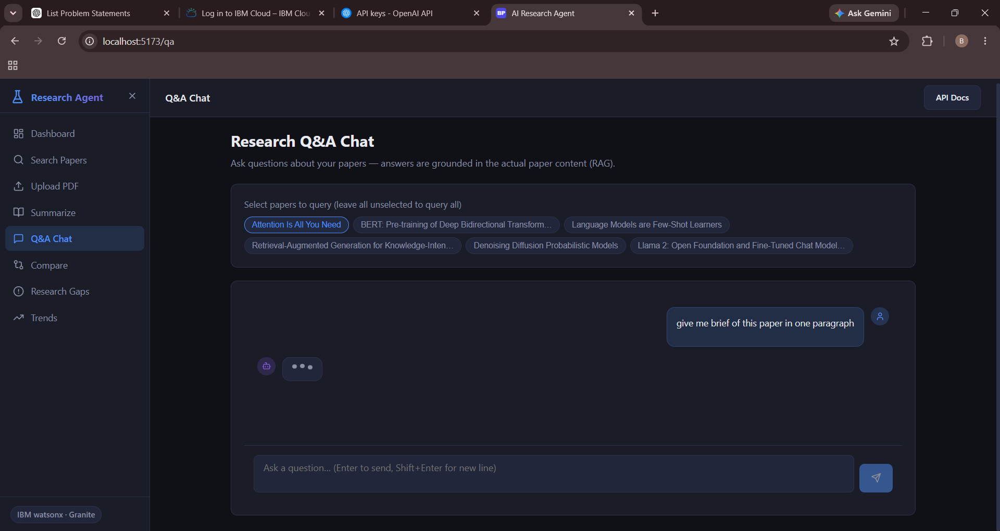 List Problem Statements
Log in to IBM Cloud – IBM Clou
API keys - OpenAI API
BP
AI Research Agent
Ask Gemini
localhost:5173/qa
B
Research Agent
Q&A Chat
API Docs
Dashboard
Search Papers
Upload PDF
Summarize
Q&A Chat
Compare
Research Gaps
Trends
IBM watsonx · Granite
Research Q&A Chat
Ask questions about your papers — answers are grounded in the actual paper content (RAG).
Select papers to query (leave all unselected to query all)
Attention Is All You Need
BERT: Pre-training of Deep Bidirectional Transform…
Language Models are Few-Shot Learners
Retrieval-Augmented Generation for Knowledge-Inten…
Denoising Diffusion Probabilistic Models
Llama 2: Open Foundation and Fine-Tuned Chat Model…
give me brief of this paper in one paragraph
Ask a question... (Enter to send, Shift+Enter for new line)